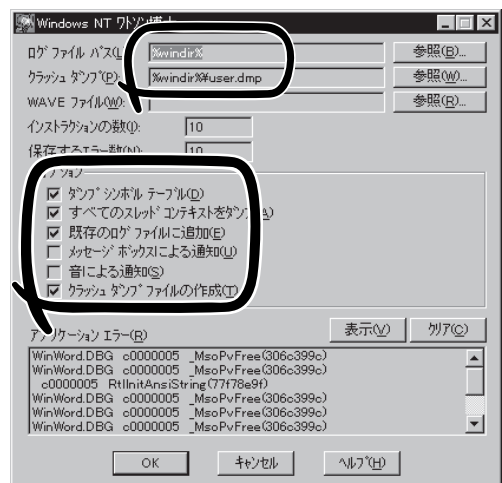 Windows NT ワトソン博士
ログ ファイル パス(L
%windir%
参照(B)...
クラッシュ ダンプ(P):
%windir%¥user.dmp
参照(W)...
WAVE ファイル(W):
参照(R)...
インストラクションの数(I):
10
保存するエラー数(N):
10
オプション
ダンプ シンボル テーブル(D)
すべてのスレッド コンテキストをダンプ(A)
既存のログ ファイルに追加(E)
メッセージ ボックスによる通知(U)
音による通知(S)
クラッシュ ダンプ ファイルの作成(T)
アプリケーション エラー(R)
表示(V)
クリア(C)
WinWord.DBG c0000005 _MsoPvFree(306c399c)
WinWord.DBG c0000005 _MsoPvFree(306c399c)
c0000005 RtlInitAnsiString(77f78e9f)
WinWord.DBG c0000005 _MsoPvFree(306c399c)
WinWord.DBG c0000005 _MsoPvFree(306c399c)
WinWord.DBG c0000005 _MsoPvFree(306c399c)
OK
キャンセル
ヘルプ(H)